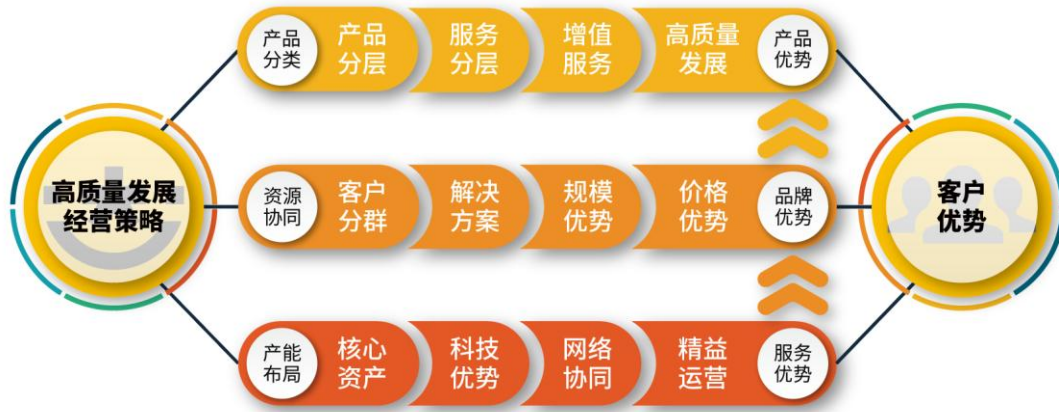 高质量发展
经营策略
产品
分类
产品
分层
服务
分层
增值
服务
高质量
发展
产品
优势
资源
协同
客户
分群
解决
方案
规模
优势
价格
优势
品牌
优势
产能
布局
核心
资产
科技
优势
网络
协同
精益
运营
服务
优势
客户
优势